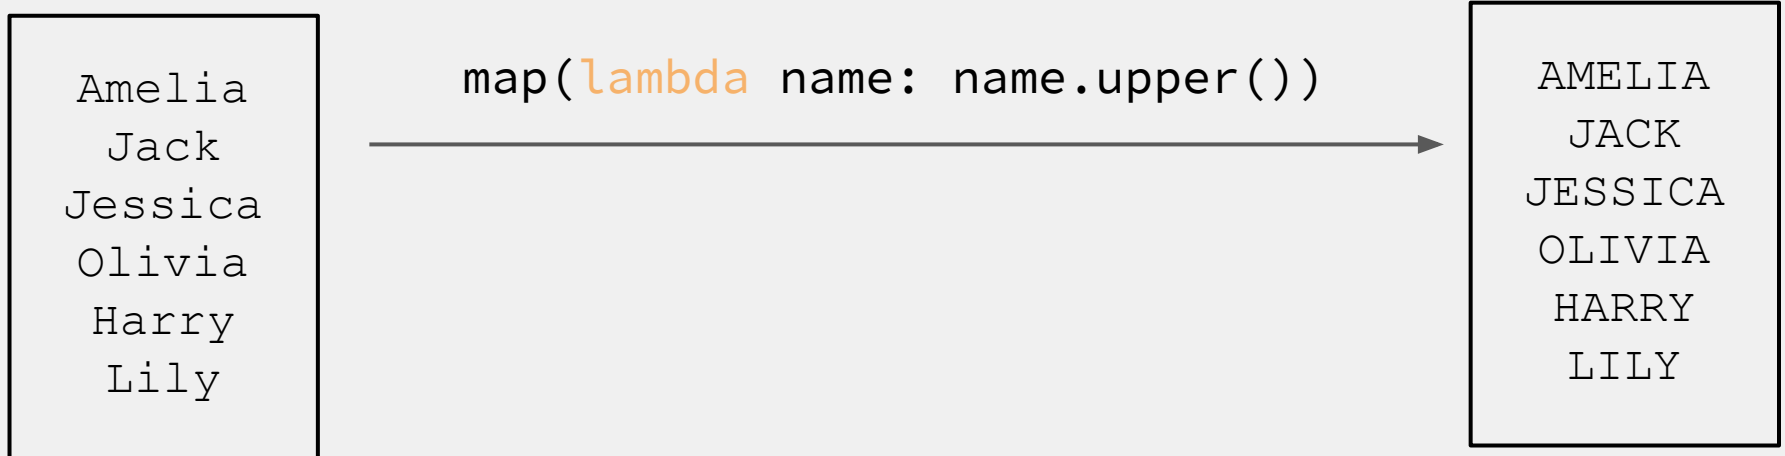 Amelia
Jack
Jessica
Olivia
Harry
Lily
map(lambda name: name.upper())
AMELIA
JACK
JESSICA
OLIVIA
HARRY
LILY